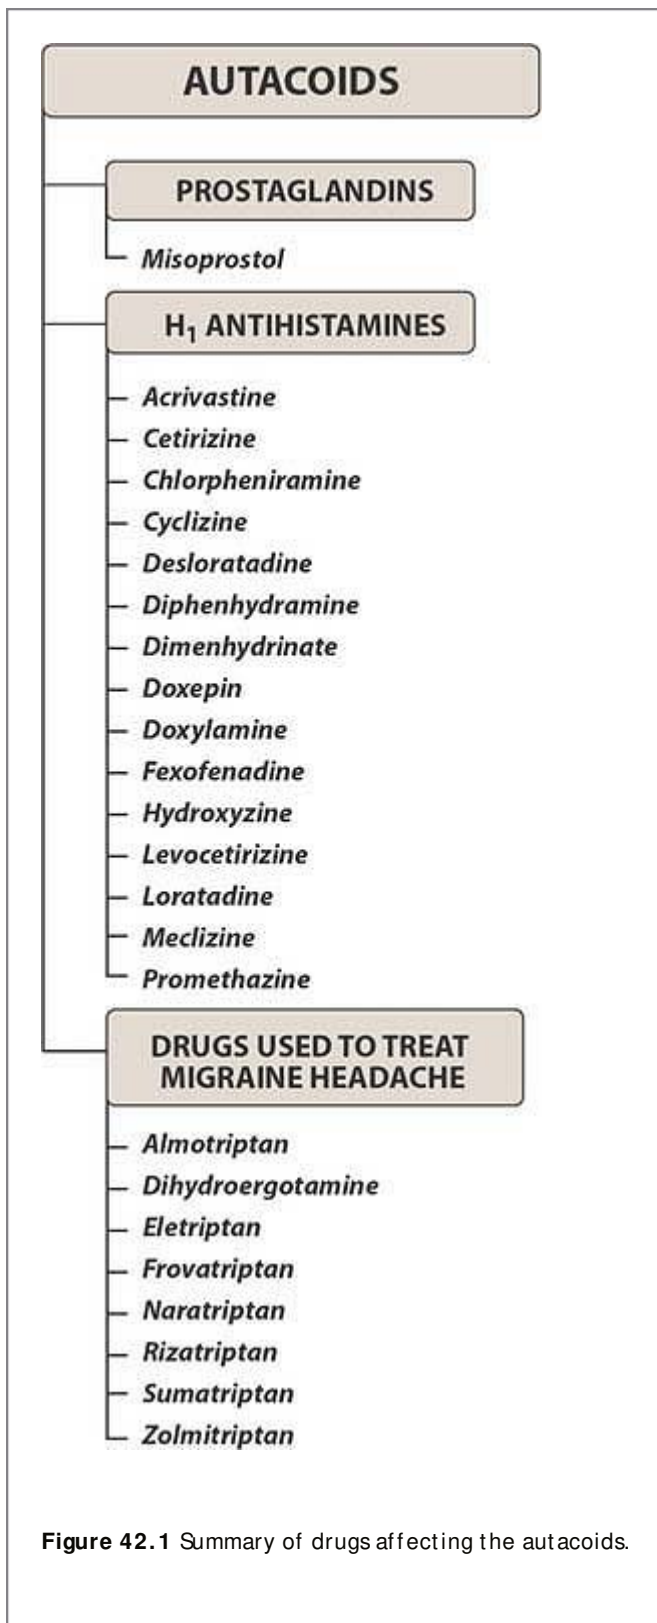 AUTACOIDS
PROSTAGLANDINS
Misoprostol
H₁ ANTIHISTAMINES
Acrivastine
Cetirizine
Chlorpheniramine
Cyclizine
Desloratadine
Diphenhydramine
Dimenhydrinate
Doxepin
Doxylamine
Fexofenadine
Hydroxyzine
Levocetirizine
Loratadine
Meclizine
Promethazine
DRUGS USED TO TREAT
MIGRAINE HEADACHE
Almotriptan
Dihydroergotamine
Eletriptan
Frovatriptan
Naratriptan
Rizatriptan
Sumatriptan
Zolmitriptan
Figure 42.1 Summary of drugs affecting the autacoids.